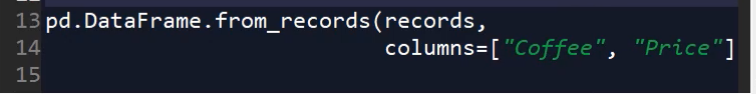 13 pd.DataFrame.from_records(records,
14 columns=["Coffee", "Price"]
15